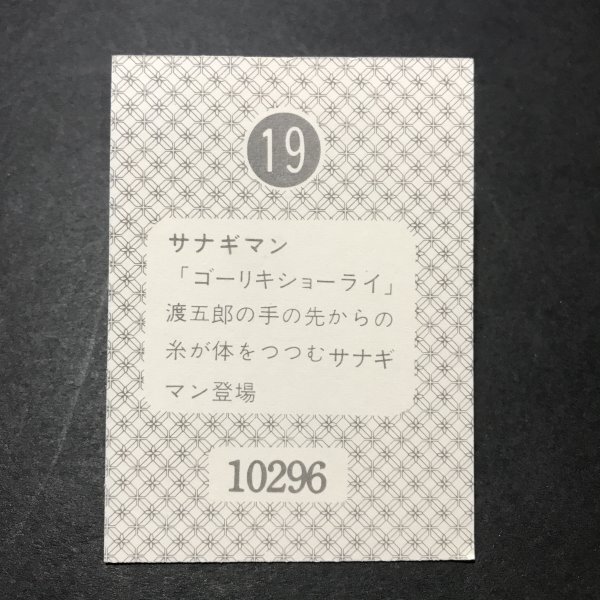 19
サナギマン
「ゴーリキショーライ」
渡五郎の手の先からの
糸が体をつつむサナギ
マン登場
10296